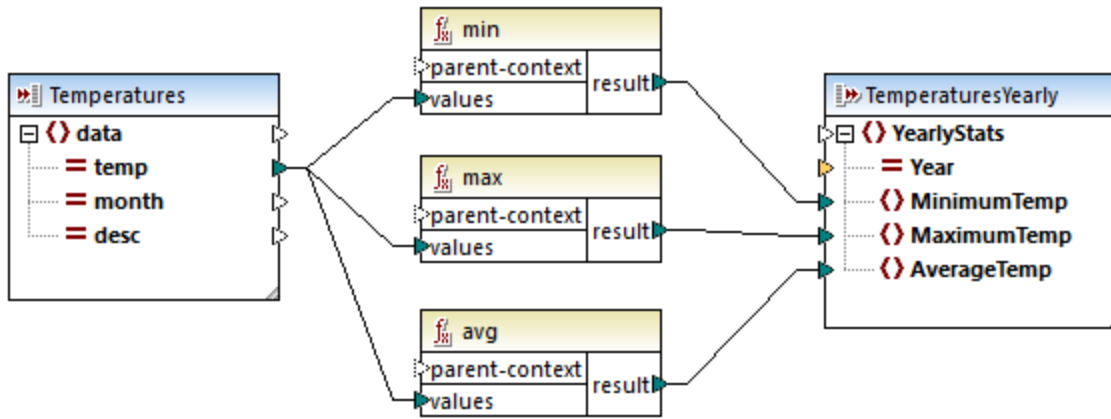 Temperatures
data
temp
month
desc
min
parent-context
values
result
max
parent-context
values
result
avg
parent-context
values
result
TemperaturesYearly
YearlyStats
Year
MinimumTemp
MaximumTemp
AverageTemp